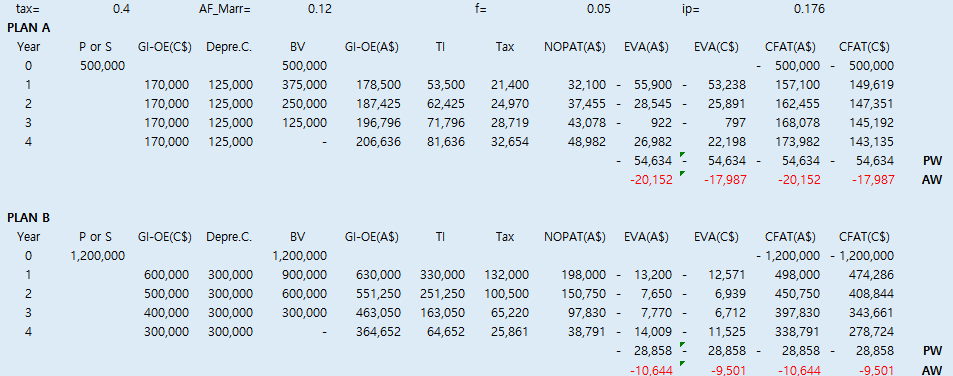 tax= 0.4 AF_Marr= 0.12 f= 0.05 ip= 0.176
PLAN A
Year P or S GI-OE(C$) Depre.C. BV GI-OE(A$) TI Tax NOPAT(A$) EVA(A$) EVA(C$) CFAT(A$) CFAT(C$)
0 500,000 500,000 - 500,000 - 500,000
1 170,000 125,000 375,000 178,500 53,500 21,400 32,100 - 55,900 - 53,238 157,100 149,619
2 170,000 125,000 250,000 187,425 62,425 24,970 37,455 - 28,545 - 25,891 162,455 147,351
3 170,000 125,000 125,000 196,796 71,796 28,719 43,078 - 922 - 797 168,078 145,192
4 170,000 125,000 - 206,636 81,636 32,654 48,982 26,982 22,198 173,982 143,135
- 54,634 - 54,634 - 54,634 - 54,634 PW
-20,152 -17,987 -20,152 -17,987 AW
PLAN B
Year P or S GI-OE(C$) Depre.C. BV GI-OE(A$) TI Tax NOPAT(A$) EVA(A$) EVA(C$) CFAT(A$) CFAT(C$)
0 1,200,000 1,200,000 - 1,200,000 - 1,200,000
1 600,000 300,000 900,000 630,000 330,000 132,000 198,000 - 13,200 - 12,571 498,000 474,286
2 500,000 300,000 600,000 551,250 251,250 100,500 150,750 - 7,650 - 6,939 450,750 408,844
3 400,000 300,000 300,000 463,050 163,050 65,220 97,830 - 7,770 - 6,712 397,830 343,661
4 300,000 300,000 - 364,652 64,652 25,861 38,791 - 14,009 - 11,525 338,791 278,724
- 28,858 - 28,858 - 28,858 - 28,858 PW
-10,644 -9,501 -10,644 -9,501 AW